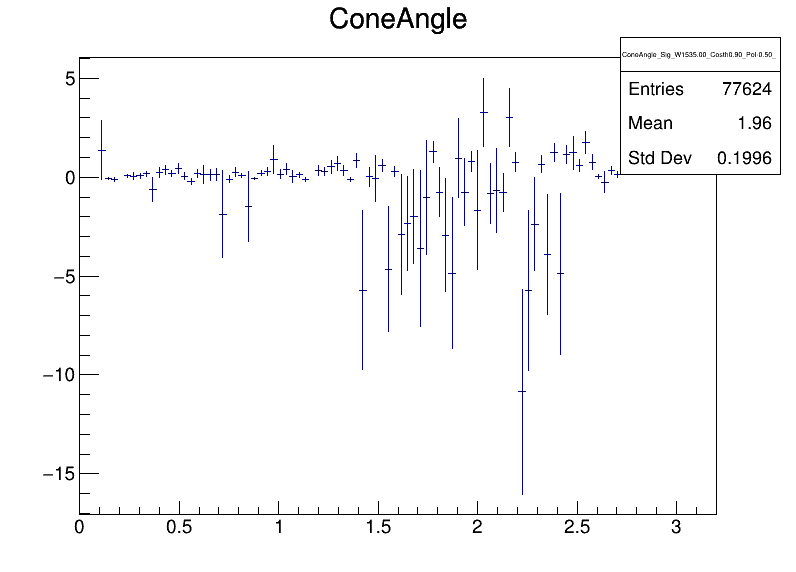 ConeAngle
ConeAngle_Sig_W1535.00_Costh0.90_Pol-0.50_
Entries 77624
Mean 1.96
Std Dev 0.1996
5
0
−5
−10
−15
0 0.5 1 1.5 2 2.5 3